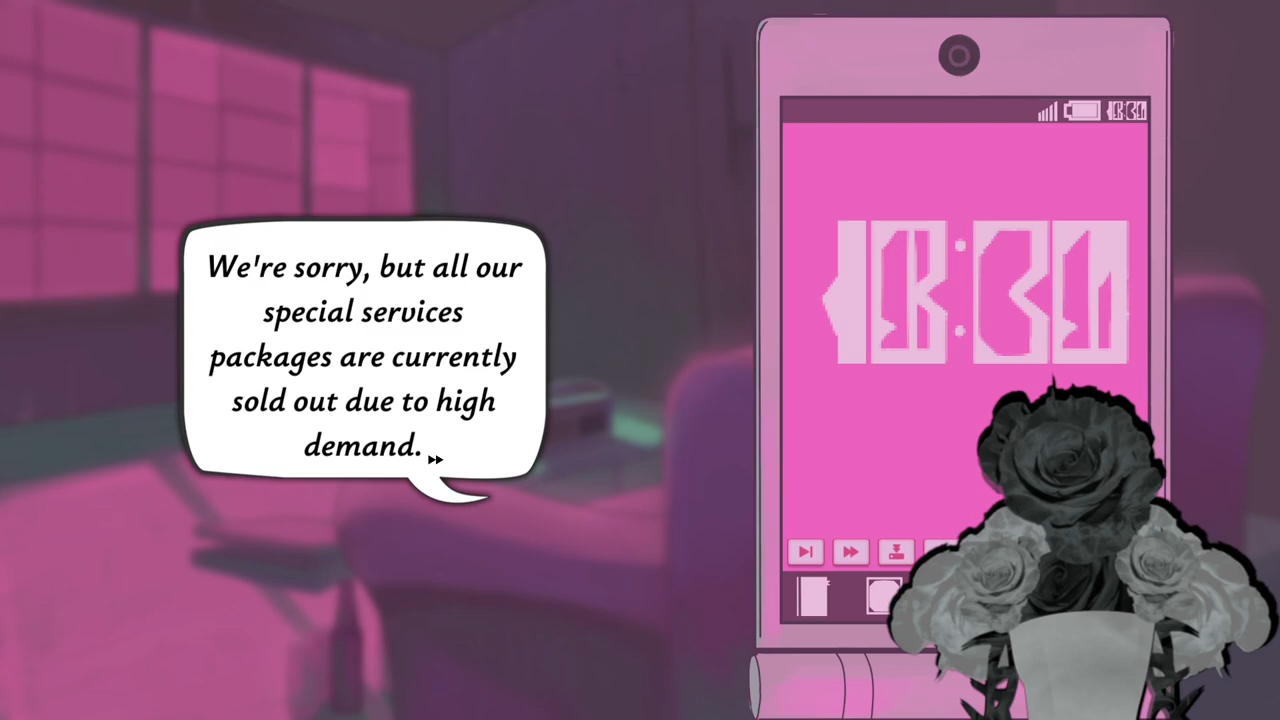 We're sorry, but all our
special services
packages are currently
sold out due to high
demand.